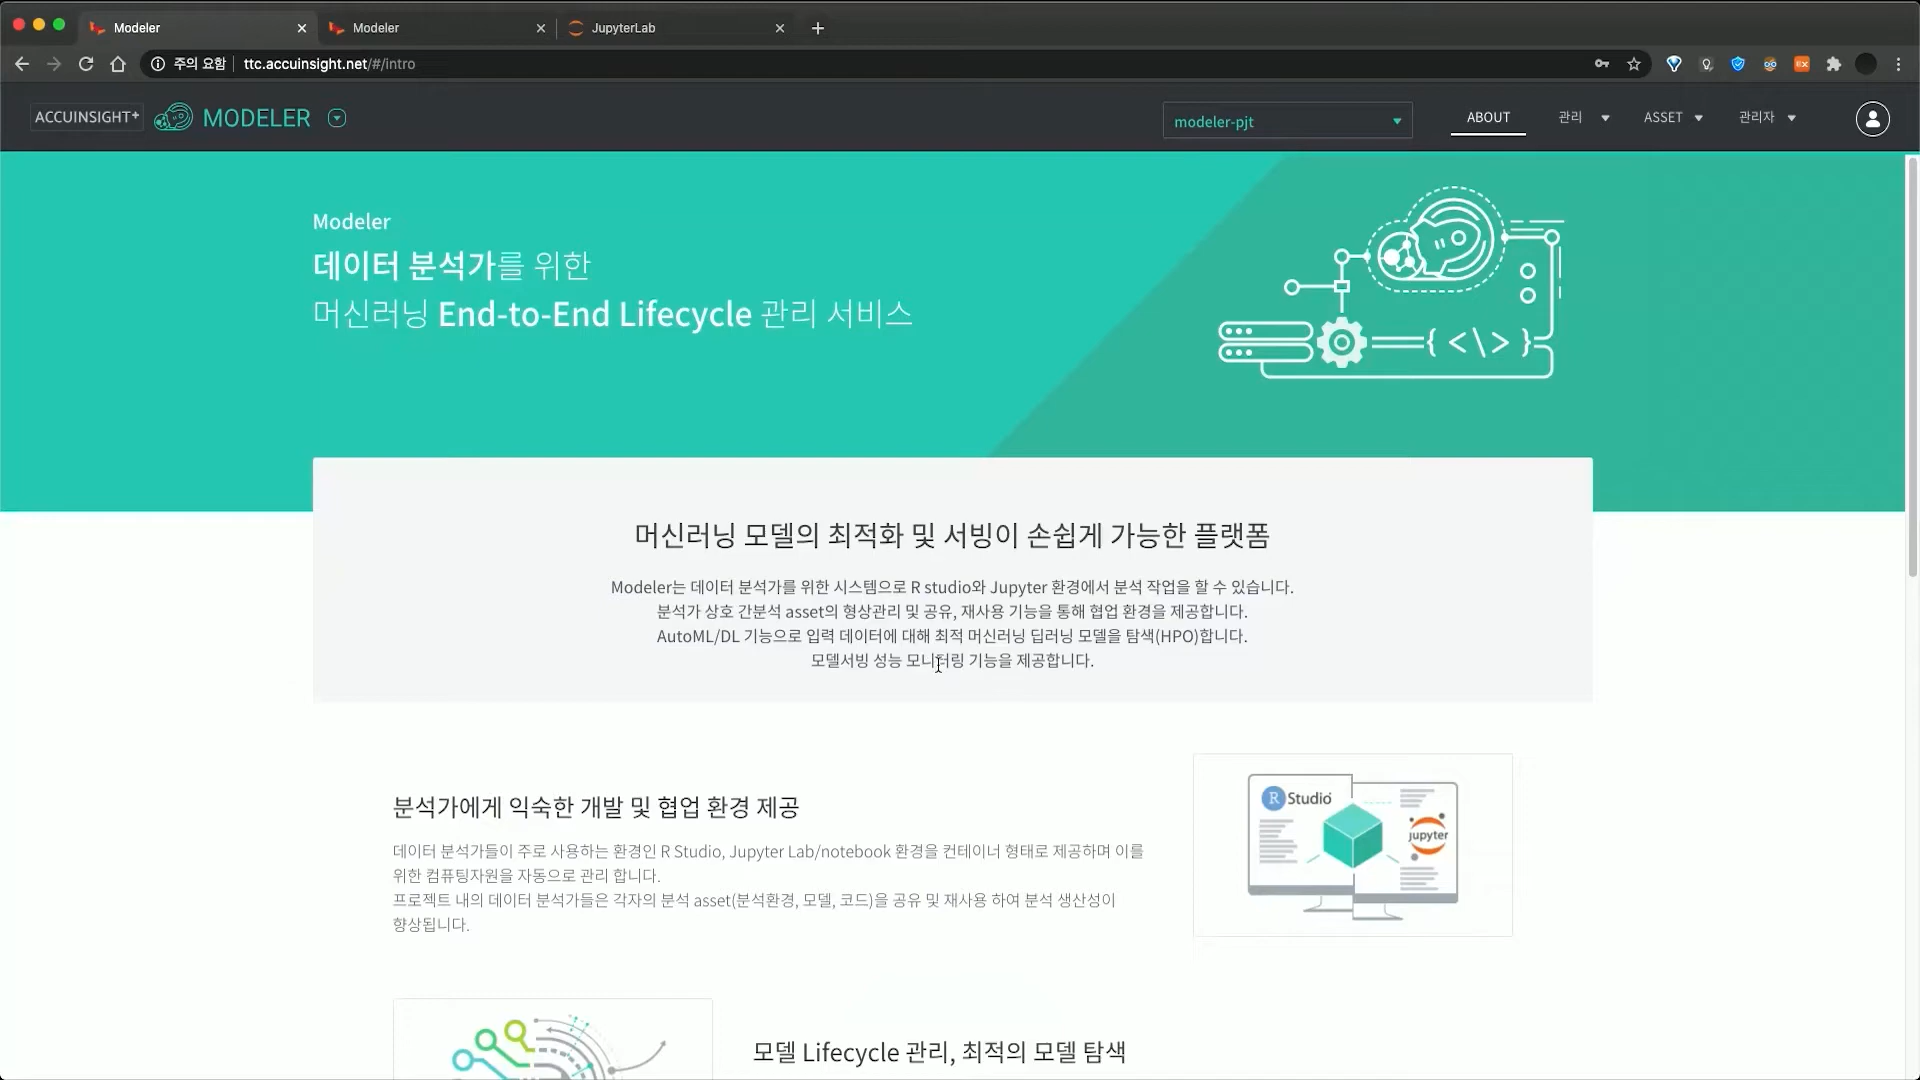 Modeler
Modeler
JupyterLab
주의 요함
ttc.accuinsight.net/#/intro
ACCUINSIGHT+
MODELER
modeler-pjt
ABOUT
관리
ASSET
관리자
Modeler
데이터 분석가를 위한
머신러닝 End-to-End Lifecycle 관리 서비스
머신러닝 모델의 최적화 및 서빙이 손쉽게 가능한 플랫폼
Modeler는 데이터 분석가를 위한 시스템으로 R studio와 Jupyter 환경에서 분석 작업을 할 수 있습니다.
분석가 상호 간분석 asset의 형상관리 및 공유, 재사용 기능을 통해 협업 환경을 제공합니다.
AutoML/DL 기능으로 입력 데이터에 대해 최적 머신러닝 딥러닝 모델을 탐색(HPO)합니다.
모델서빙 성능 모니터링 기능을 제공합니다.
분석가에게 익숙한 개발 및 협업 환경 제공
데이터 분석가들이 주로 사용하는 환경인 R Studio, Jupyter Lab/notebook 환경을 컨테이너 형태로 제공하며 이를
위한 컴퓨팅자원을 자동으로 관리 합니다.
프로젝트 내의 데이터 분석가들은 각자의 분석 asset(분석환경, 모델, 코드)을 공유 및 재사용 하여 분석 생산성이
향상됩니다.
R Studio
jupyter
모델 Lifecycle 관리, 최적의 모델 탐색